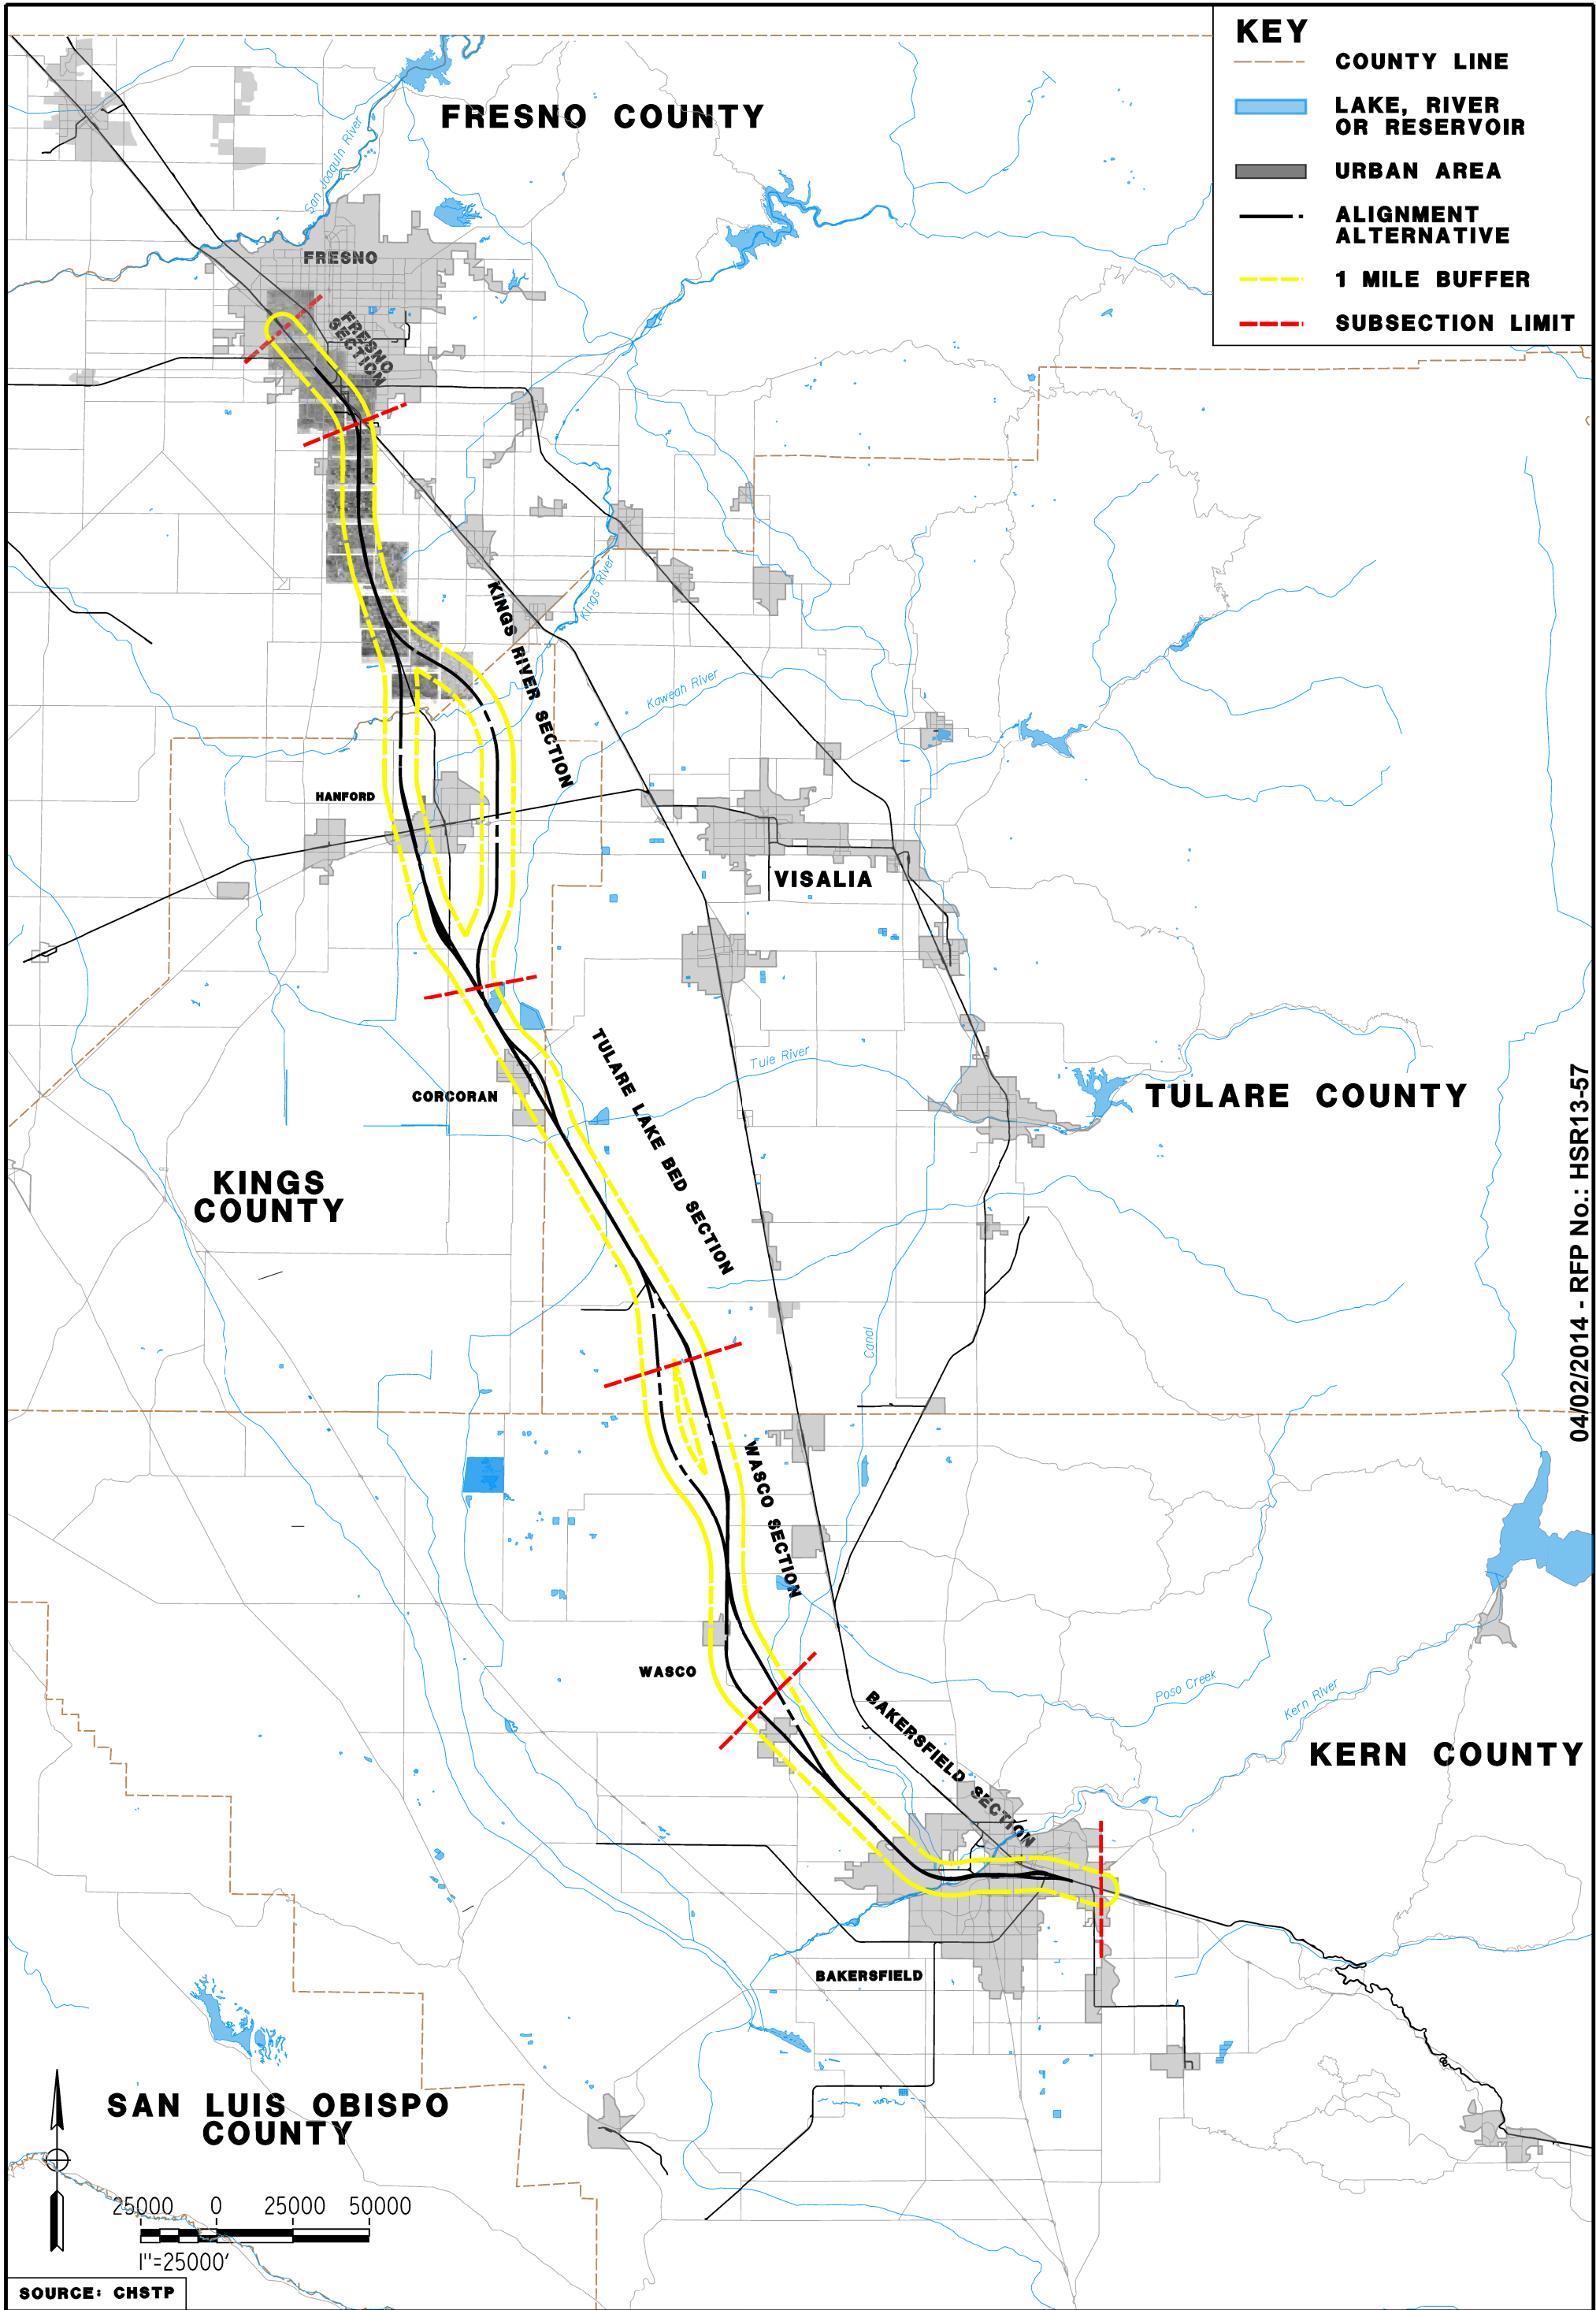 KEY
COUNTY LINE
LAKE, RIVER
OR RESERVOIR
URBAN AREA
ALIGNMENT
ALTERNATIVE
1 MILE BUFFER
SUBSECTION LIMIT
FRESNO COUNTY
San Joaquin River
FRESNO
FRESNO
SECTION
Kings River
KINGS RIVER SECTION
Kaweah River
HANFORD
VISALIA
TULARE LAKE BED SECTION
Tule River
CORCORAN
TULARE COUNTY
KINGS
COUNTY
04/02/2014 - RFP No.: HSR13-57
Canal
WASCO SECTION
WASCO
Poso Creek
Kern River
BAKERSFIELD SECTION
KERN COUNTY
BAKERSFIELD
SAN LUIS OBISPO
COUNTY
25000 0 25000 50000
1"=25000'
SOURCE: CHSTP